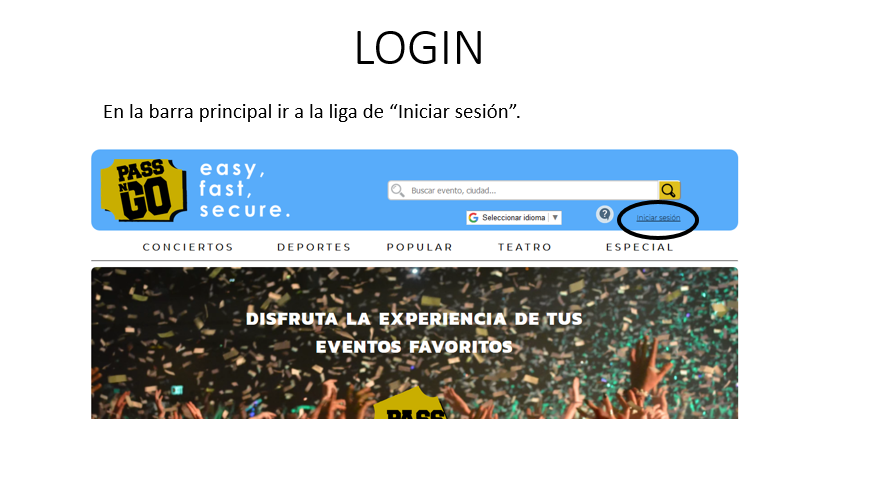 LOGIN
En la barra principal ir a la liga de “Iniciar sesión”.
PASS
N
GO
easy,
fast,
secure.
Buscar evento, ciudad...
G Seleccionar idioma ▼
?
Iniciar sesión
CONCIERTOS DEPORTES POPULAR TEATRO ESPECIAL
DISFRUTA LA EXPERIENCIA DE TUS
EVENTOS FAVORITOS
PASS